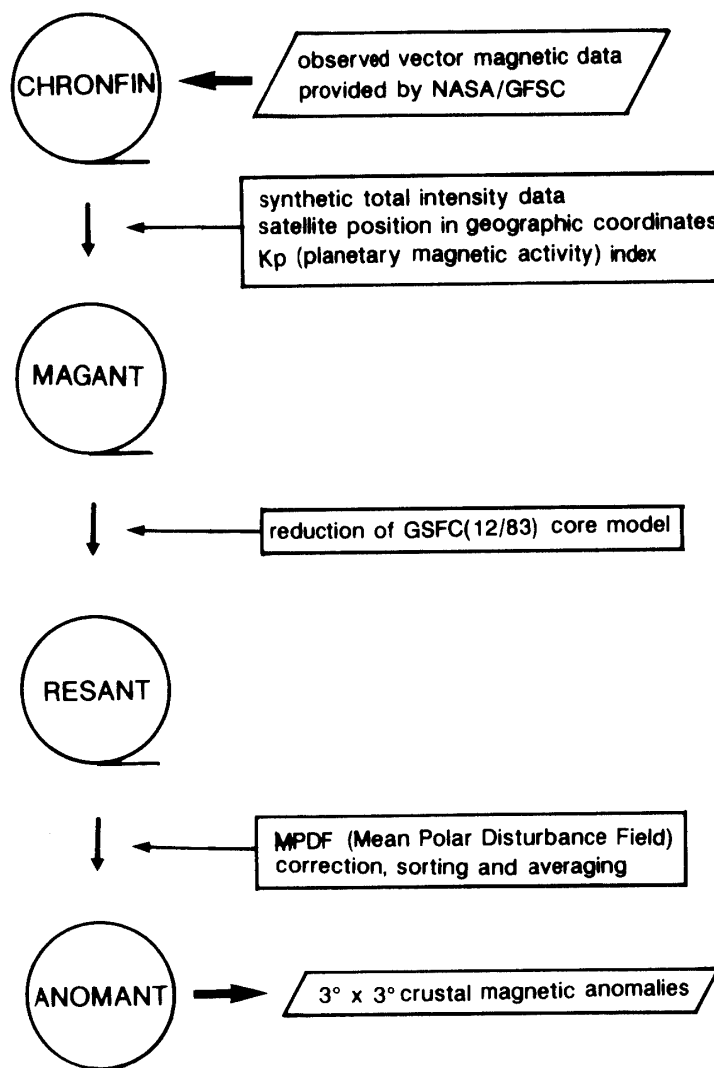 CHRONFIN
observed vector magnetic data
provided by NASA/GFSC
synthetic total intensity data
satellite position in geographic coordinates
Kp (planetary magnetic activity) index
MAGANT
reduction of GSFC(12/83) core model
RESANT
MPDF (Mean Polar Disturbance Field)
correction, sorting and averaging
ANOMANT
3° x 3° crustal magnetic anomalies